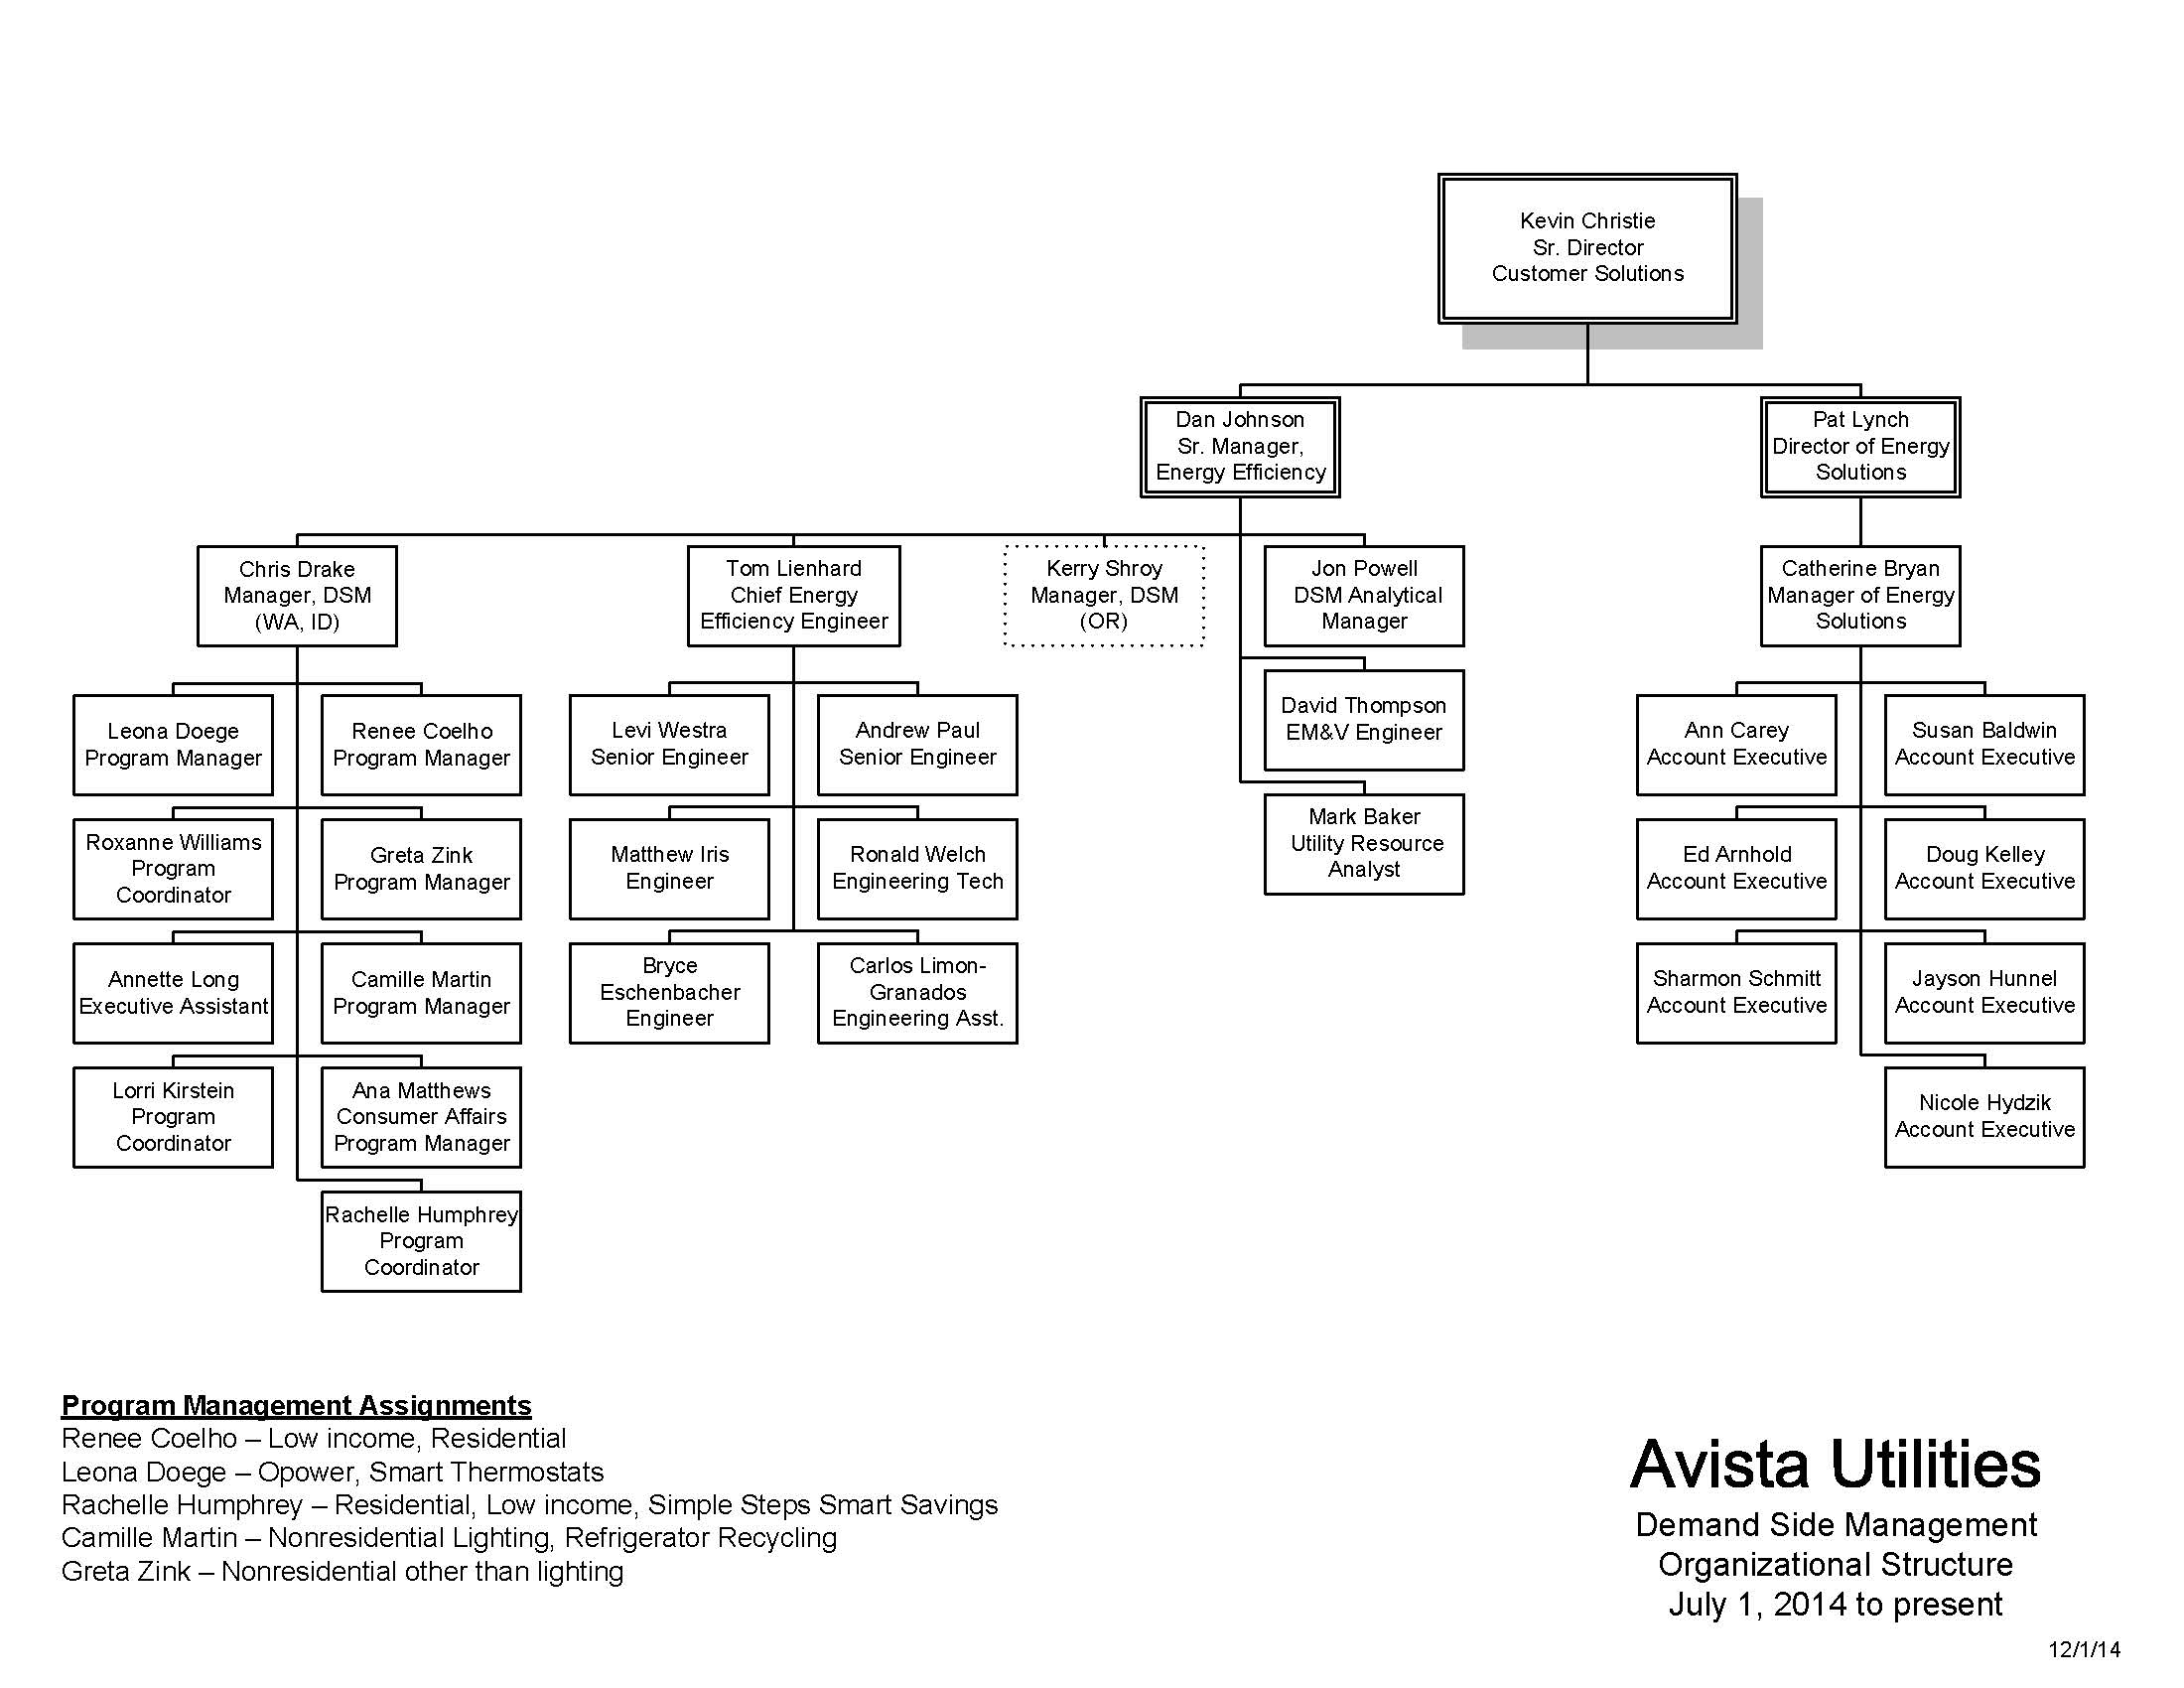 Kevin Christie
Sr. Director
Customer Solutions
Dan Johnson
Sr. Manager,
Energy Efficiency
Pat Lynch
Director of Energy
Solutions
Chris Drake
Manager, DSM
(WA, ID)
Tom Lienhard
Chief Energy
Efficiency Engineer
Kerry Shroy
Manager, DSM
(OR)
Jon Powell
DSM Analytical
Manager
Catherine Bryan
Manager of Energy
Solutions
Leona Doege
Program Manager
Renee Coelho
Program Manager
Levi Westra
Senior Engineer
Andrew Paul
Senior Engineer
David Thompson
EM&V Engineer
Ann Carey
Account Executive
Susan Baldwin
Account Executive
Roxanne Williams
Program
Coordinator
Greta Zink
Program Manager
Matthew Iris
Engineer
Ronald Welch
Engineering Tech
Mark Baker
Utility Resource
Analyst
Ed Arnhold
Account Executive
Doug Kelley
Account Executive
Annette Long
Executive Assistant
Camille Martin
Program Manager
Bryce
Eschenbacher
Engineer
Carlos Limon-
Granados
Engineering Asst.
Sharmon Schmitt
Account Executive
Jayson Hunnel
Account Executive
Lorri Kirstein
Program
Coordinator
Ana Matthews
Consumer Affairs
Program Manager
Nicole Hydzik
Account Executive
Rachelle Humphrey
Program
Coordinator
Program Management Assignments
Renee Coelho – Low income, Residential
Leona Doege – Opower, Smart Thermostats
Rachelle Humphrey – Residential, Low income, Simple Steps Smart Savings
Camille Martin – Nonresidential Lighting, Refrigerator Recycling
Greta Zink – Nonresidential other than lighting
Avista Utilities
Demand Side Management
Organizational Structure
July 1, 2014 to present
12/1/14